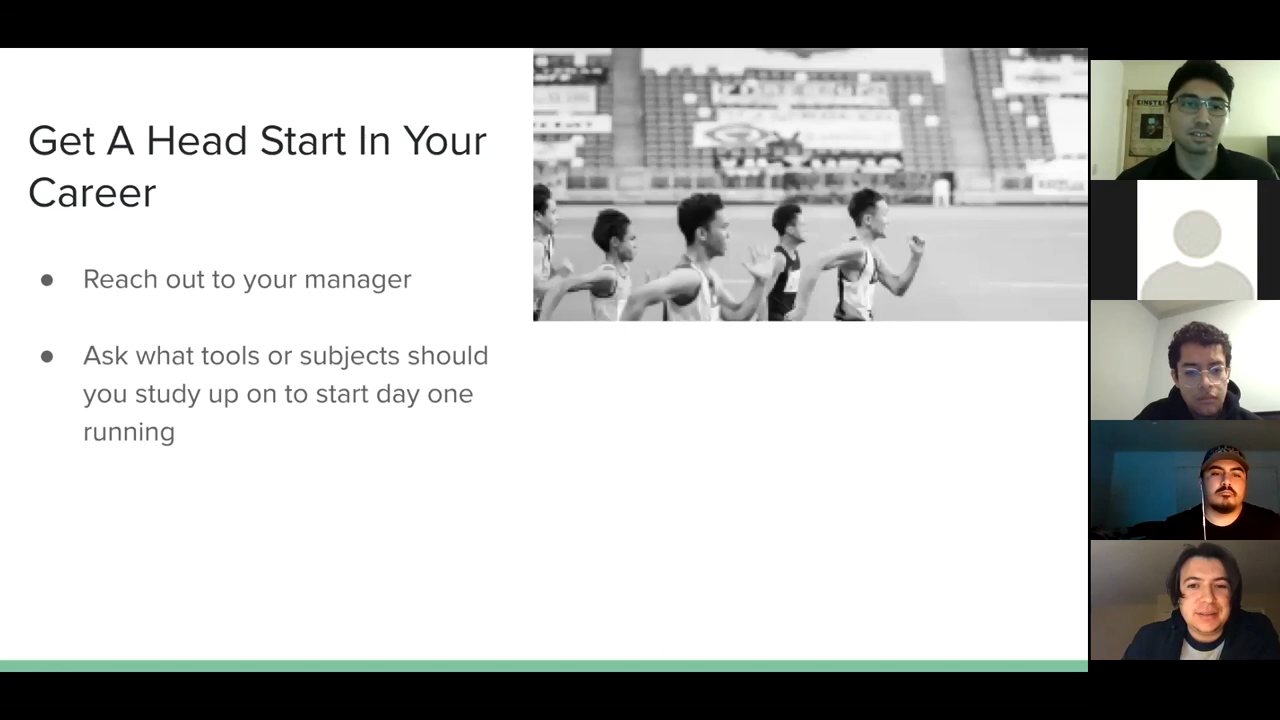 Get A Head Start In Your
Career
● Reach out to your manager
● Ask what tools or subjects should
you study up on to start day one
running
EINSTEIN